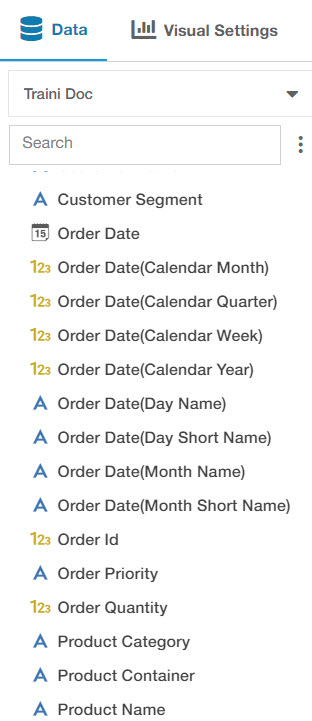 Data Visual Settings
Traini Doc
Search
A Customer Segment
15 Order Date
123 Order Date(Calendar Month)
123 Order Date(Calendar Quarter)
123 Order Date(Calendar Week)
123 Order Date(Calendar Year)
A Order Date(Day Name)
A Order Date(Day Short Name)
A Order Date(Month Name)
A Order Date(Month Short Name)
123 Order Id
A Order Priority
123 Order Quantity
A Product Category
A Product Container
A Product Name